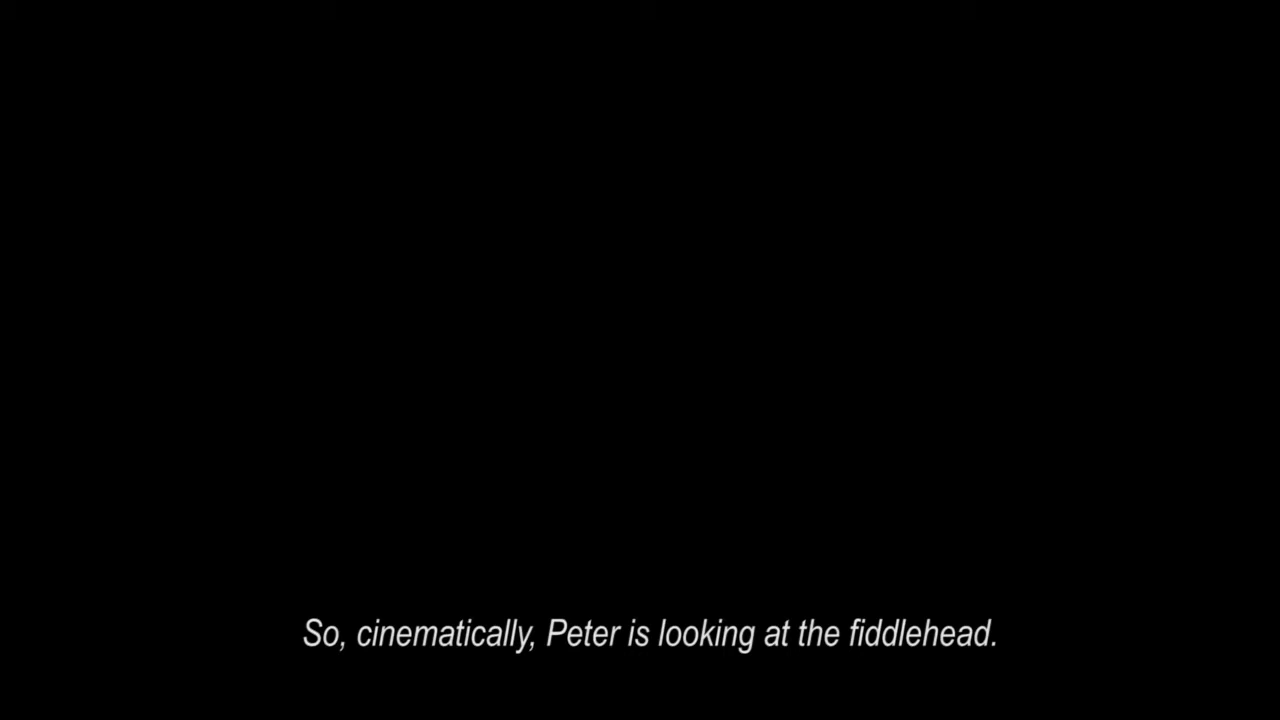 So, cinematically, Peter is looking at the fiddlehead.